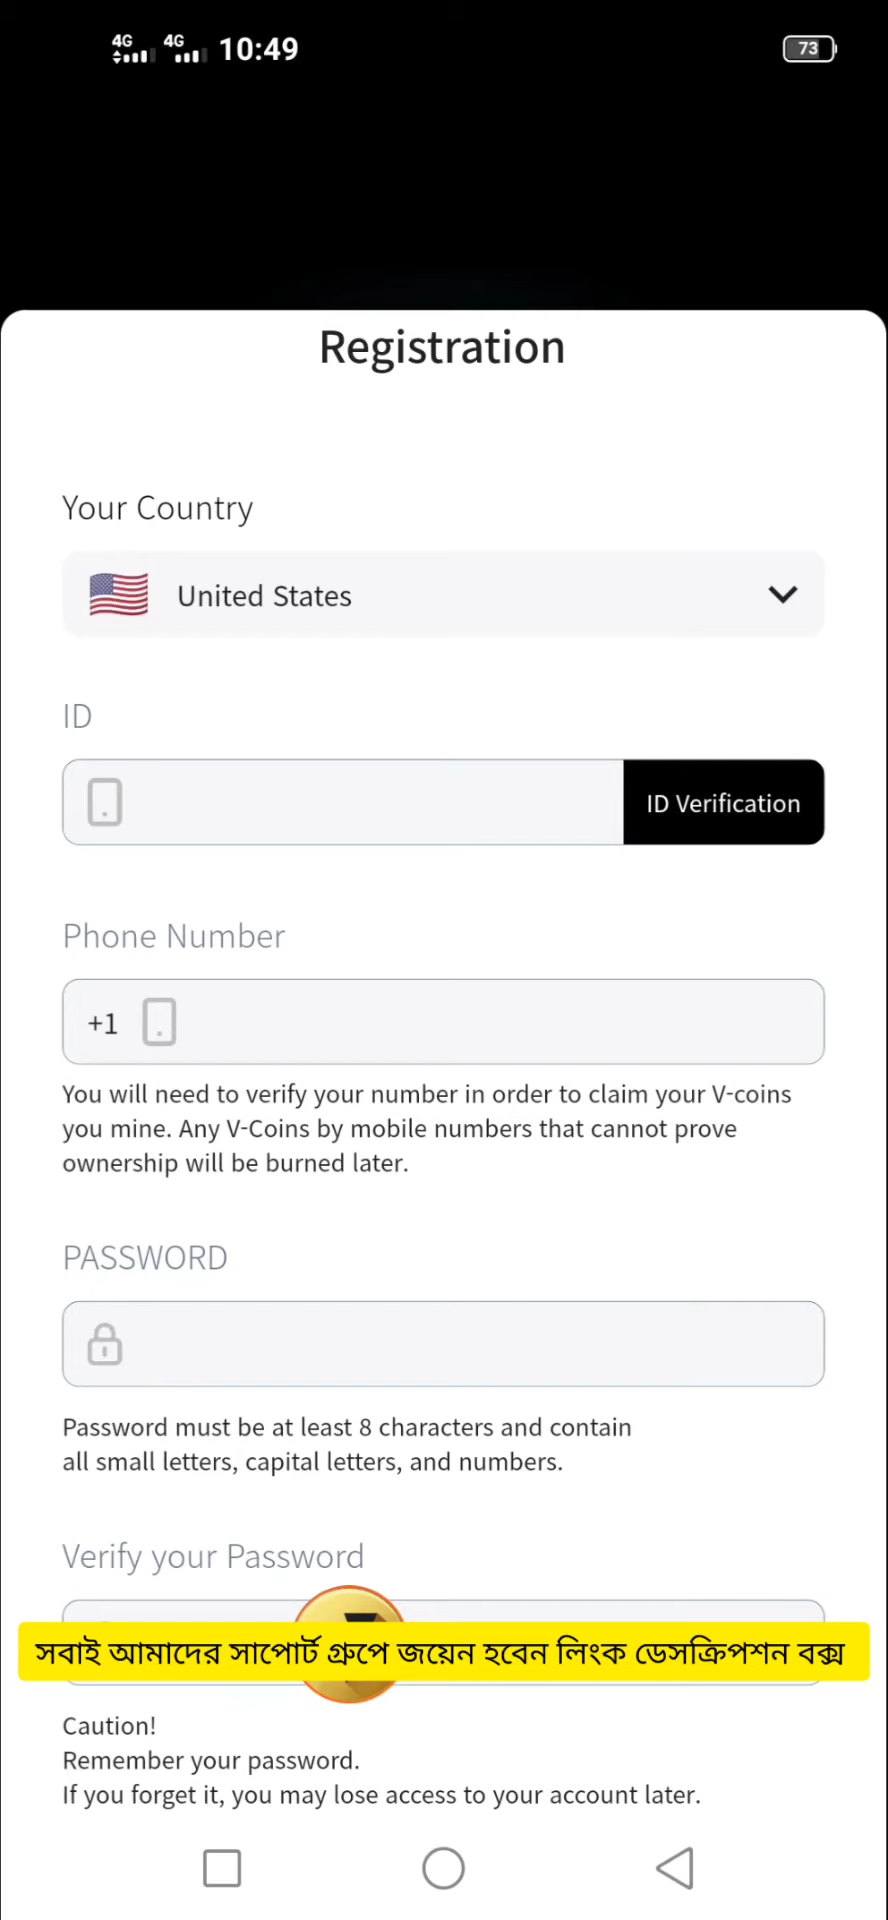 4G 4G 10:49 73
Registration
Your Country
United States
ID
ID Verification
Phone Number
+1
You will need to verify your number in order to claim your V-coins
you mine. Any V-Coins by mobile numbers that cannot prove
ownership will be burned later.
PASSWORD
Password must be at least 8 characters and contain
all small letters, capital letters, and numbers.
Verify your Password
সবাই আমাদের সাপোর্ট গ্রুপে জয়েন হবেন লিংক ডেসক্রিপশন বক্স
Caution!
Remember your password.
If you forget it, you may lose access to your account later.